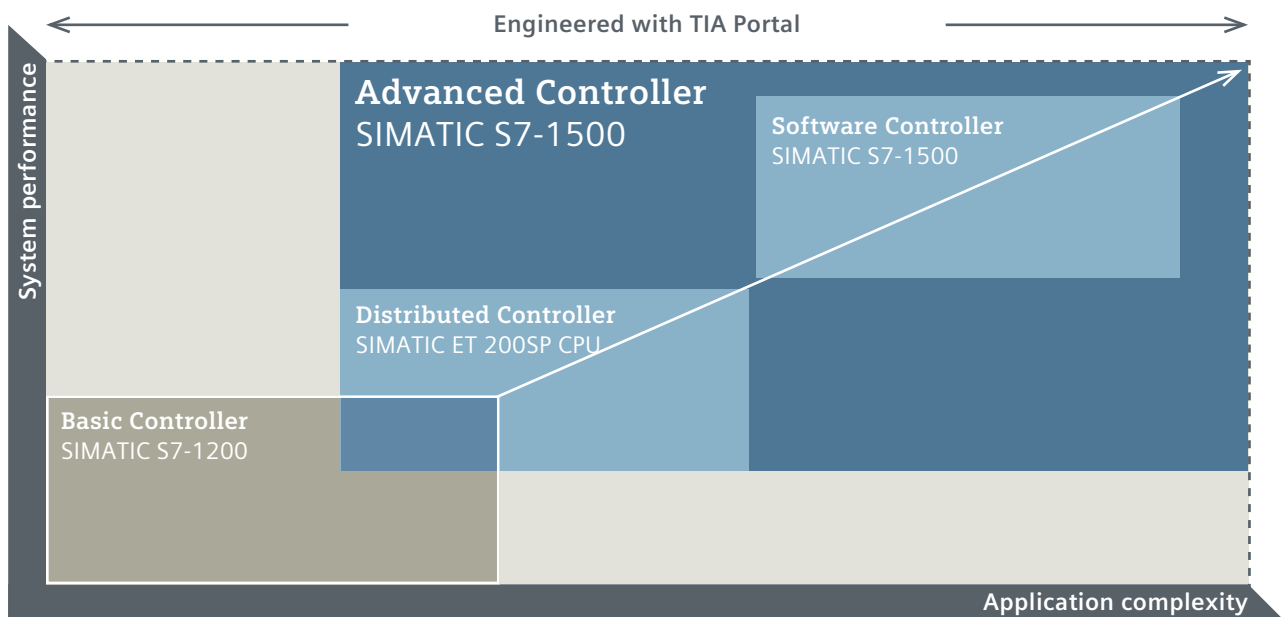 Engineered with TIA Portal
System performance
Advanced Controller
SIMATIC S7-1500
Software Controller
SIMATIC S7-1500
Distributed Controller
SIMATIC ET 200SP CPU
Basic Controller
SIMATIC S7-1200
Application complexity